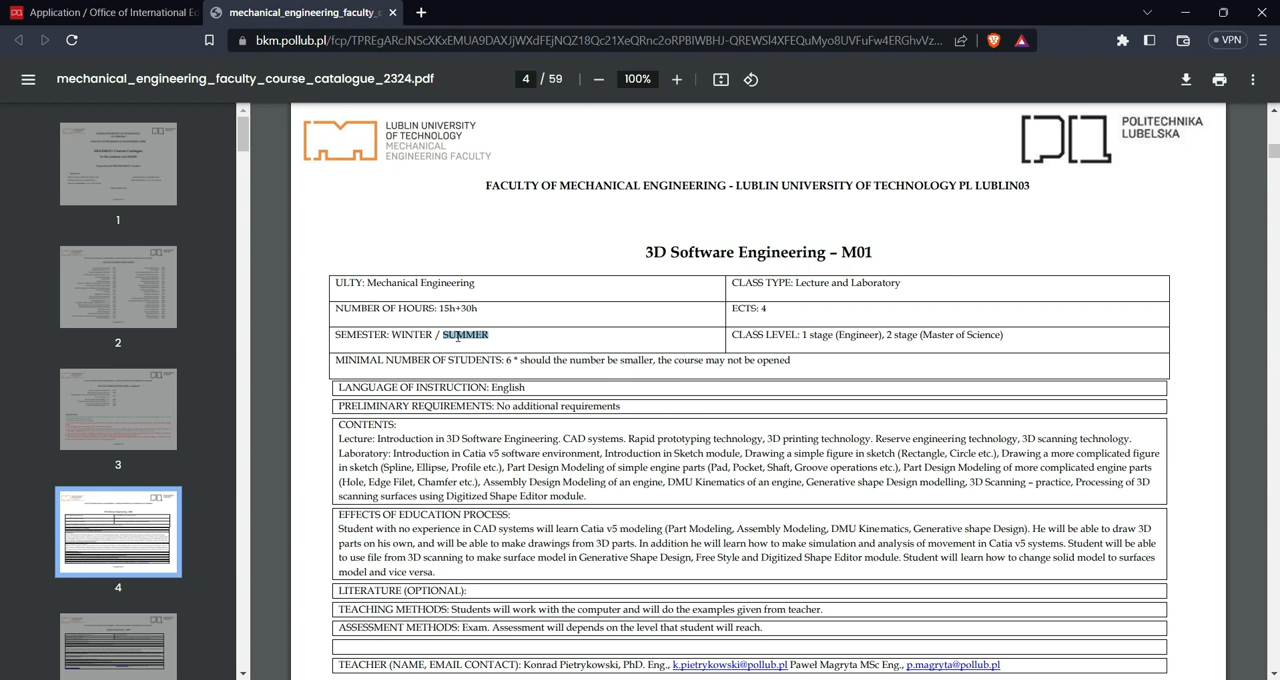 Application / Office of International Ed
mechanical_engineering_faculty_c
bkm.pollub.pl/fcp/TPREgARcJNScXKxEMUA9DAXJjWXdFEjNQZ18Qc21XeQRnc2oRPBIWBHJ-QREWSl4XFEQuMyo8UVFuFw4ERGhvVz...
VPN
mechanical_engineering_faculty_course_catalogue_2324.pdf
4 / 59
100%
1
2
3
4
LUBLIN UNIVERSITY
OF TECHNOLOGY
MECHANICAL
ENGINEERING FACULTY
POLITECHNIKA
LUBELSKA
FACULTY OF MECHANICAL ENGINEERING - LUBLIN UNIVERSITY OF TECHNOLOGY PL LUBLIN03
3D Software Engineering – M01
ULTY: Mechanical Engineering
CLASS TYPE: Lecture and Laboratory
NUMBER OF HOURS: 15h+30h
ECTS: 4
SEMESTER: WINTER / SUMMER
CLASS LEVEL: 1 stage (Engineer), 2 stage (Master of Science)
MINIMAL NUMBER OF STUDENTS: 6 * should the number be smaller, the course may not be opened
LANGUAGE OF INSTRUCTION: English
PRELIMINARY REQUIREMENTS: No additional requirements
CONTENTS:
Lecture: Introduction in 3D Software Engineering. CAD systems. Rapid prototyping technology, 3D printing technology. Reserve engineering technology, 3D scanning technology.
Laboratory: Introduction in Catia v5 software environment, Introduction in Sketch module, Drawing a simple figure in sketch (Rectangle, Circle etc.), Drawing a more complicated figure
in sketch (Spline, Ellipse, Profile etc.), Part Design Modeling of simple engine parts (Pad, Pocket, Shaft, Groove operations etc.), Part Design Modeling of more complicated engine parts
(Hole, Edge Filet, Chamfer etc.), Assembly Design Modeling of an engine, DMU Kinematics of an engine, Generative shape Design modelling, 3D Scanning – practice, Processing of 3D
scanning surfaces using Digitized Shape Editor module.
EFFECTS OF EDUCATION PROCESS:
Student with no experience in CAD systems will learn Catia v5 modeling (Part Modeling, Assembly Modeling, DMU Kinematics, Generative shape Design). He will be able to draw 3D
parts on his own, and will be able to make drawings from 3D parts. In addition he will learn how to make simulation and analysis of movement in Catia v5 systems. Student will be able
to use file from 3D scanning to make surface model in Generative Shape Design, Free Style and Digitized Shape Editor module. Student will learn how to change solid model to surfaces
model and vice versa.
LITERATURE (OPTIONAL):
TEACHING METHODS: Students will work with the computer and will do the examples given from teacher.
ASSESSMENT METHODS: Exam. Assessment will depends on the level that student will reach.
TEACHER (NAME, EMAIL CONTACT): Konrad Pietrykowski, PhD. Eng., k.pietrykowski@pollub.pl Paweł Magryta MSc Eng., p.magryta@pollub.pl